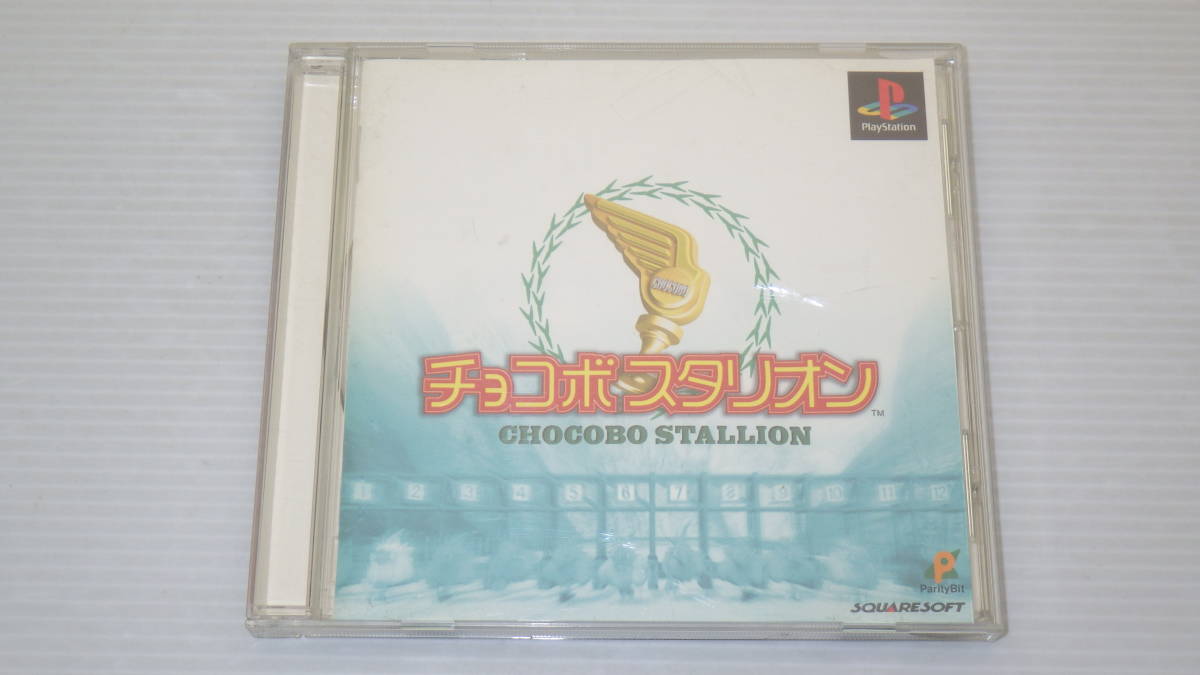 PlayStation
チョコボスタリオン
TM
CHOCOBO STALLION
1 2 3 4 5 6 7 8 9 10 11 12
ParityBit
SQUARESOFT